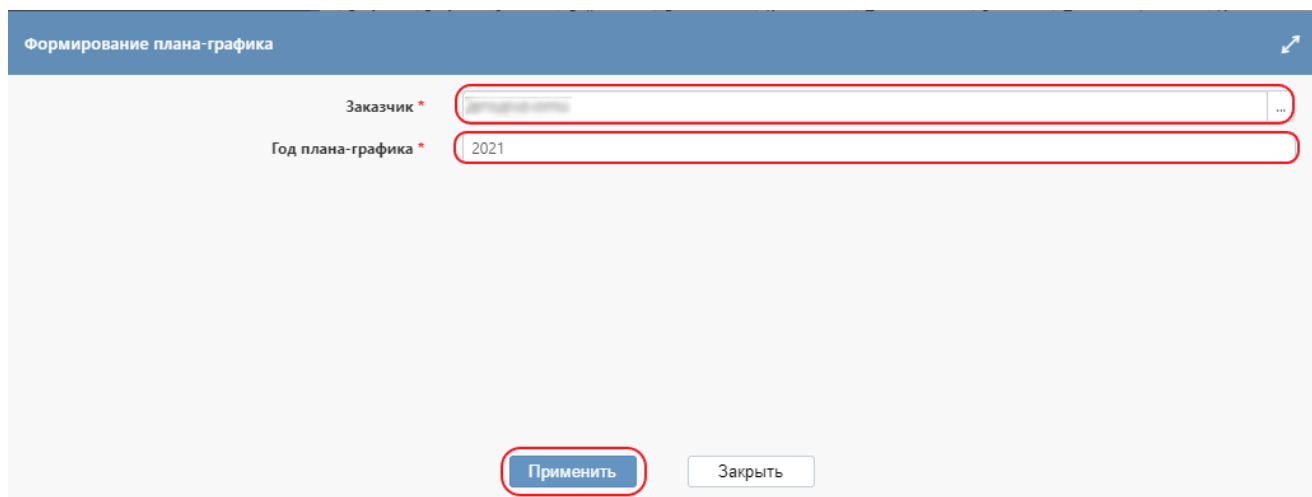 Формирование плана-графика
Заказчик *
...
Год плана-графика * 2021
Применить Закрыть